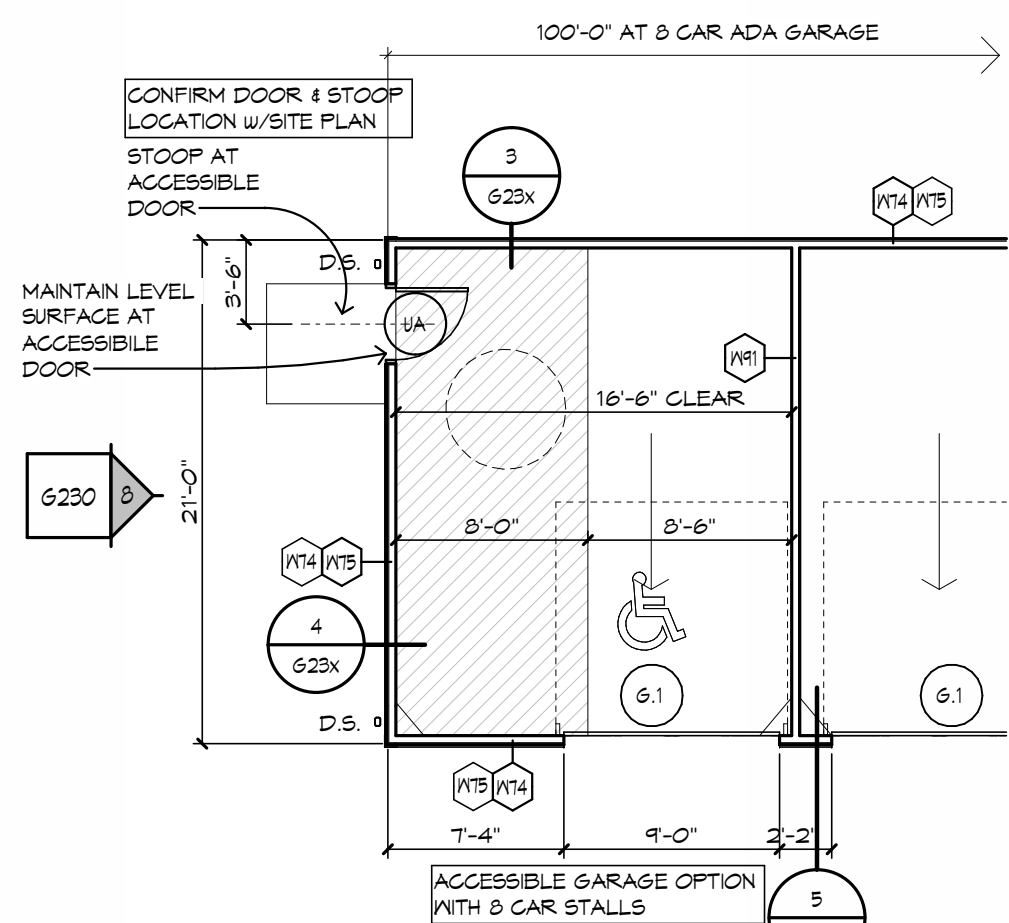 100'-0" AT 8 CAR ADA GARAGE
CONFIRM DOOR & STOOP
LOCATION W/SITE PLAN
STOOP AT
ACCESSIBLE
DOOR
3
G23x
W74 W75
D.S.
3'-6"
MAINTAIN LEVEL
SURFACE AT
ACCESSIBILE
DOOR
UA
W91
16'-6" CLEAR
G230 8
21'-0"
8'-0" 8'-6"
W74 W75
4
G23x
G.1 G.1
D.S.
W75 W74
7'-4" 9'-0" 2'-2"
ACCESSIBLE GARAGE OPTION
WITH 8 CAR STALLS
5